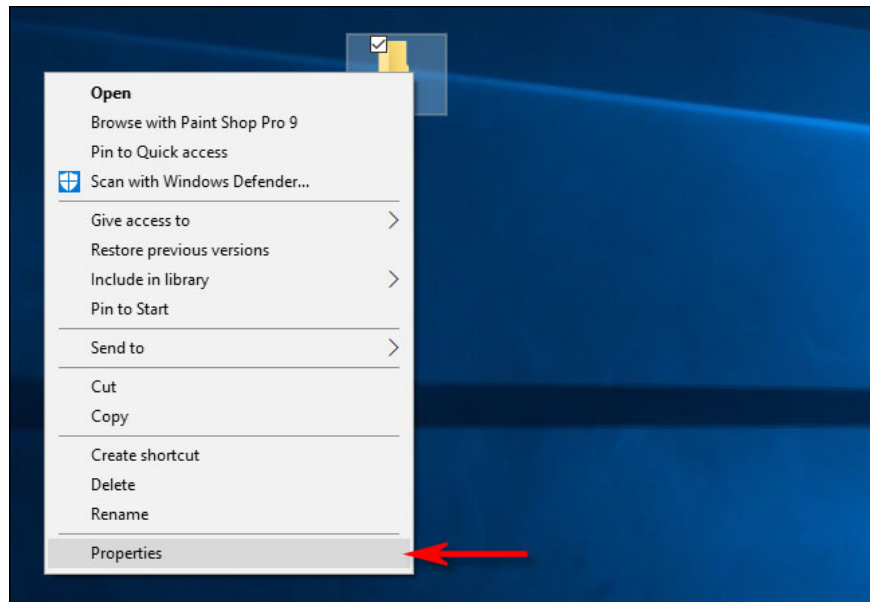 Open
Browse with Paint Shop Pro 9
Pin to Quick access
Scan with Windows Defender...
Give access to
Restore previous versions
Include in library
Pin to Start
Send to
Cut
Copy
Create shortcut
Delete
Rename
Properties